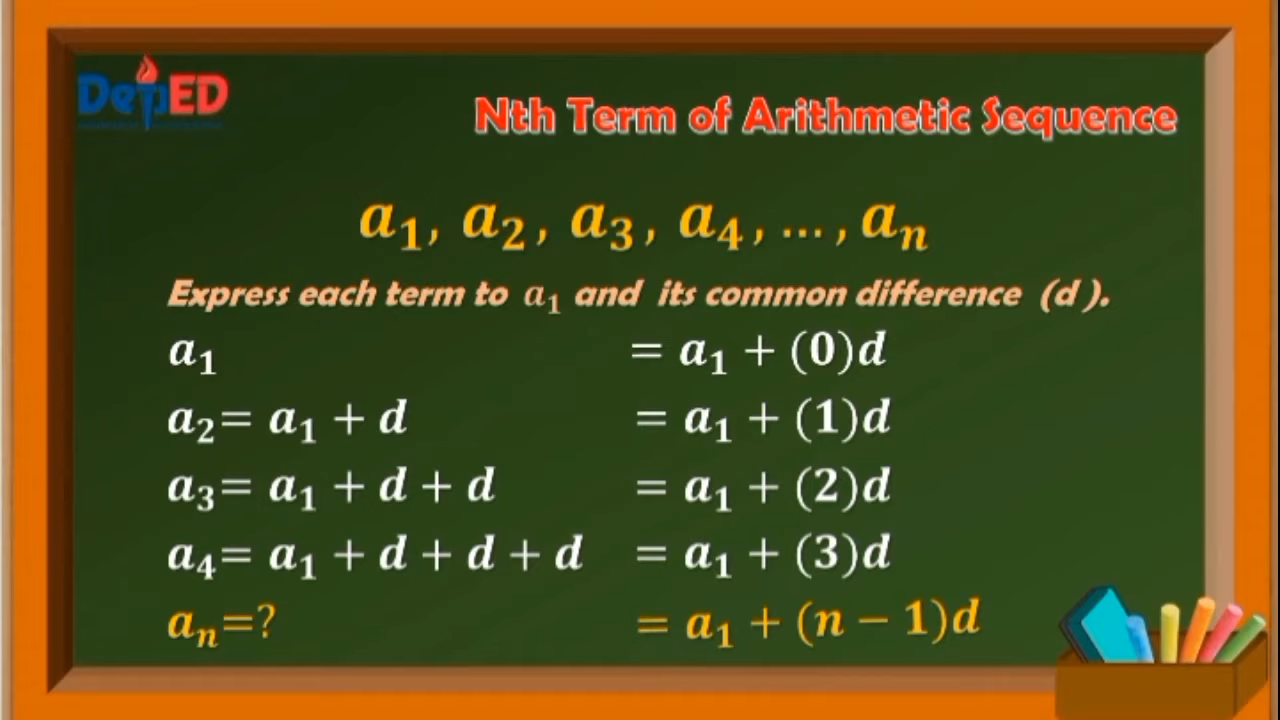 DepED
Nth Term of Arithmetic Sequence
a₁, a₂, a₃, a₄, ..., aₙ
Express each term to a₁ and its common difference (d ).
a₁ = a₁ + (0)d
a₂= a₁ + d = a₁ + (1)d
a₃= a₁ + d + d = a₁ + (2)d
a₄= a₁ + d + d + d = a₁ + (3)d
aₙ=? = a₁ + (n − 1)d